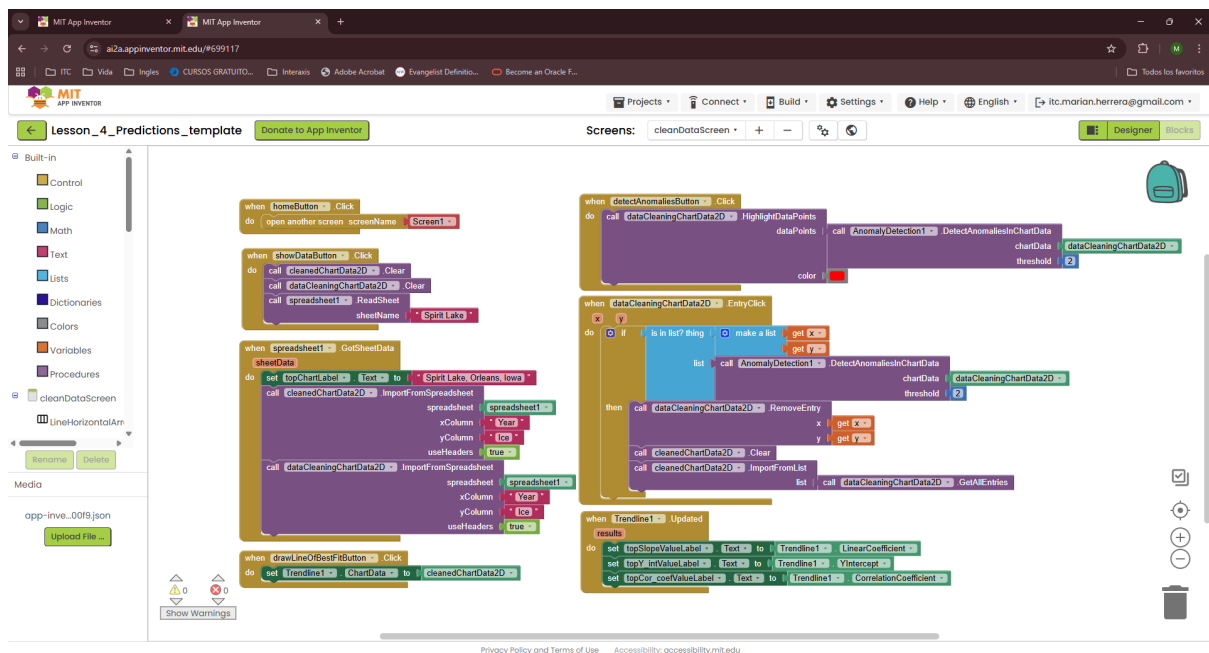 MIT App Inventor
MIT App Inventor
ai2a.appinventor.mit.edu/#699117
M
ITC
Vida
Ingles
CURSOS GRATUITO...
Interaxis
Adobe Acrobat
Evangelist Definitio...
Become an Oracle F...
Todos los favoritos
MIT
APP INVENTOR
Projects
Connect
Build
Settings
Help
English
itc.marian.herrera@gmail.com
Lesson_4_Predictions_template
Donate to App Inventor
Screens:
cleanDataScreen
Designer
Blocks
Built-in
Control
Logic
Math
Text
Lists
Dictionaries
Colors
Variables
Procedures
cleanDataScreen
LineHorizontalArr
Rename
Delete
Media
app-inve...00f9.json
Upload File ...
when homeButton .Click
do open another screen screenName "Screen1"
when showDataButton .Click
do call cleanedChartData2D .Clear
call dataCleaningChartData2D .Clear
call spreadsheet1 .ReadSheet
sheetName "Spirit Lake"
when spreadsheet1 .GotSheetData
sheetData
do set topChartLabel . Text to "Spirit Lake, Orleans, Iowa"
call cleanedChartData2D .ImportFromSpreadsheet
spreadsheet spreadsheet1
xColumn "Year"
yColumn "Ice"
useHeaders true
call dataCleaningChartData2D .ImportFromSpreadsheet
spreadsheet spreadsheet1
xColumn "Year"
yColumn "Ice"
useHeaders true
when drawLineOfBestFitButton .Click
do set Trendline1 . ChartData to cleanedChartData2D
when detectAnomaliesButton .Click
do call dataCleaningChartData2D .HighlightDataPoints
dataPoints call AnomalyDetection1 .DetectAnomaliesInChartData
chartData dataCleaningChartData2D
threshold 2
color
when dataCleaningChartData2D .EntryClick
x y
do if is in list? thing make a list get x
get y
list call AnomalyDetection1 .DetectAnomaliesInChartData
chartData dataCleaningChartData2D
threshold 2
then call dataCleaningChartData2D .RemoveEntry
x get x
y get y
call cleanedChartData2D .Clear
call cleanedChartData2D .ImportFromList
list call dataCleaningChartData2D .GetAllEntries
when Trendline1 .Updated
results
do set topSlopeValueLabel . Text to Trendline1 . LinearCoefficient
set topY_intValueLabel . Text to Trendline1 . YIntercept
set topCor_coefValueLabel . Text to Trendline1 . CorrelationCoefficient
0 0
Show Warnings
Privacy Policy and Terms of Use Accessibility: accessibility.mit.edu